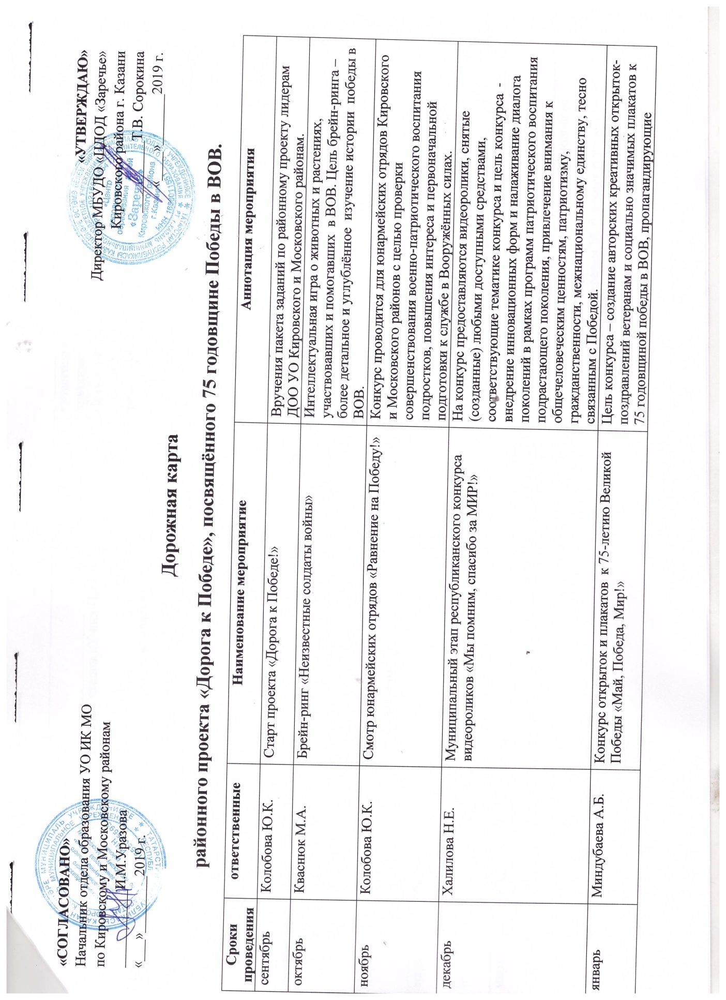 «СОГЛАСОВАНО»
Начальник отдела образования УО ИК МО
по Кировскому и Московскому районам
И.М.Уразова
«___»_________ 2019 г.
«УТВЕРЖДАЮ»
Директор МБУДО «ЦДОД «Заречье»
Кировского района г. Казани
Т.В. Сорокина
«___»_________ 2019 г.
Дорожная карта
районного проекта «Дорога к Победе», посвящённого 75 годовщине Победы в ВОВ.
Сроки
проведения
ответственные
Наименование мероприятие
Аннотация мероприятия
сентябрь
Колобова Ю.К.
Старт проекта «Дорога к Победе!»
Вручения пакета заданий по районному проекту лидерам
ДОО УО Кировского и Московского районам.
октябрь
Кваснюк М.А.
Брейн-ринг «Неизвестные солдаты войны»
Интеллектуальная игра о животных и растениях,
участвовавших и помогавших в ВОВ. Цель брейн-ринга –
более детальное и углублённое изучение истории победы в
ВОВ.
ноябрь
Колобова Ю.К.
Смотр юнармейских отрядов «Равнение на Победу!»
Конкурс проводится для юнармейских отрядов Кировского
и Московского районов с целью проверки
совершенствования военно-патриотического воспитания
подростков, повышения интереса и первоначальной
подготовки к службе в Вооружённых силах.
декабрь
Халилова Н.Е.
Муниципальный этап республиканского конкурса
видеороликов «Мы помним, спасибо за МИР!»
На конкурс предоставляются видеоролики, снятые
(созданные) любыми доступными средствами,
соответствующие тематике конкурса и цель конкурса -
внедрение инновационных форм и налаживание диалога
поколений в рамках программ патриотического воспитания
подрастающего поколения, привлечение внимания к
общечеловеческим ценностям, патриотизму,
гражданственности, межнациональному единству, тесно
связанным с Победой.
январь
Миндубаева А.Б.
Конкурс открыток и плакатов к 75-летию Великой
Победы «Май, Победа, Мир!»
Цель конкурса – создание авторских креативных открыток-
поздравлений ветеранам и социально значимых плакатов к
75 годовщиной победы в ВОВ, пропагандирующие